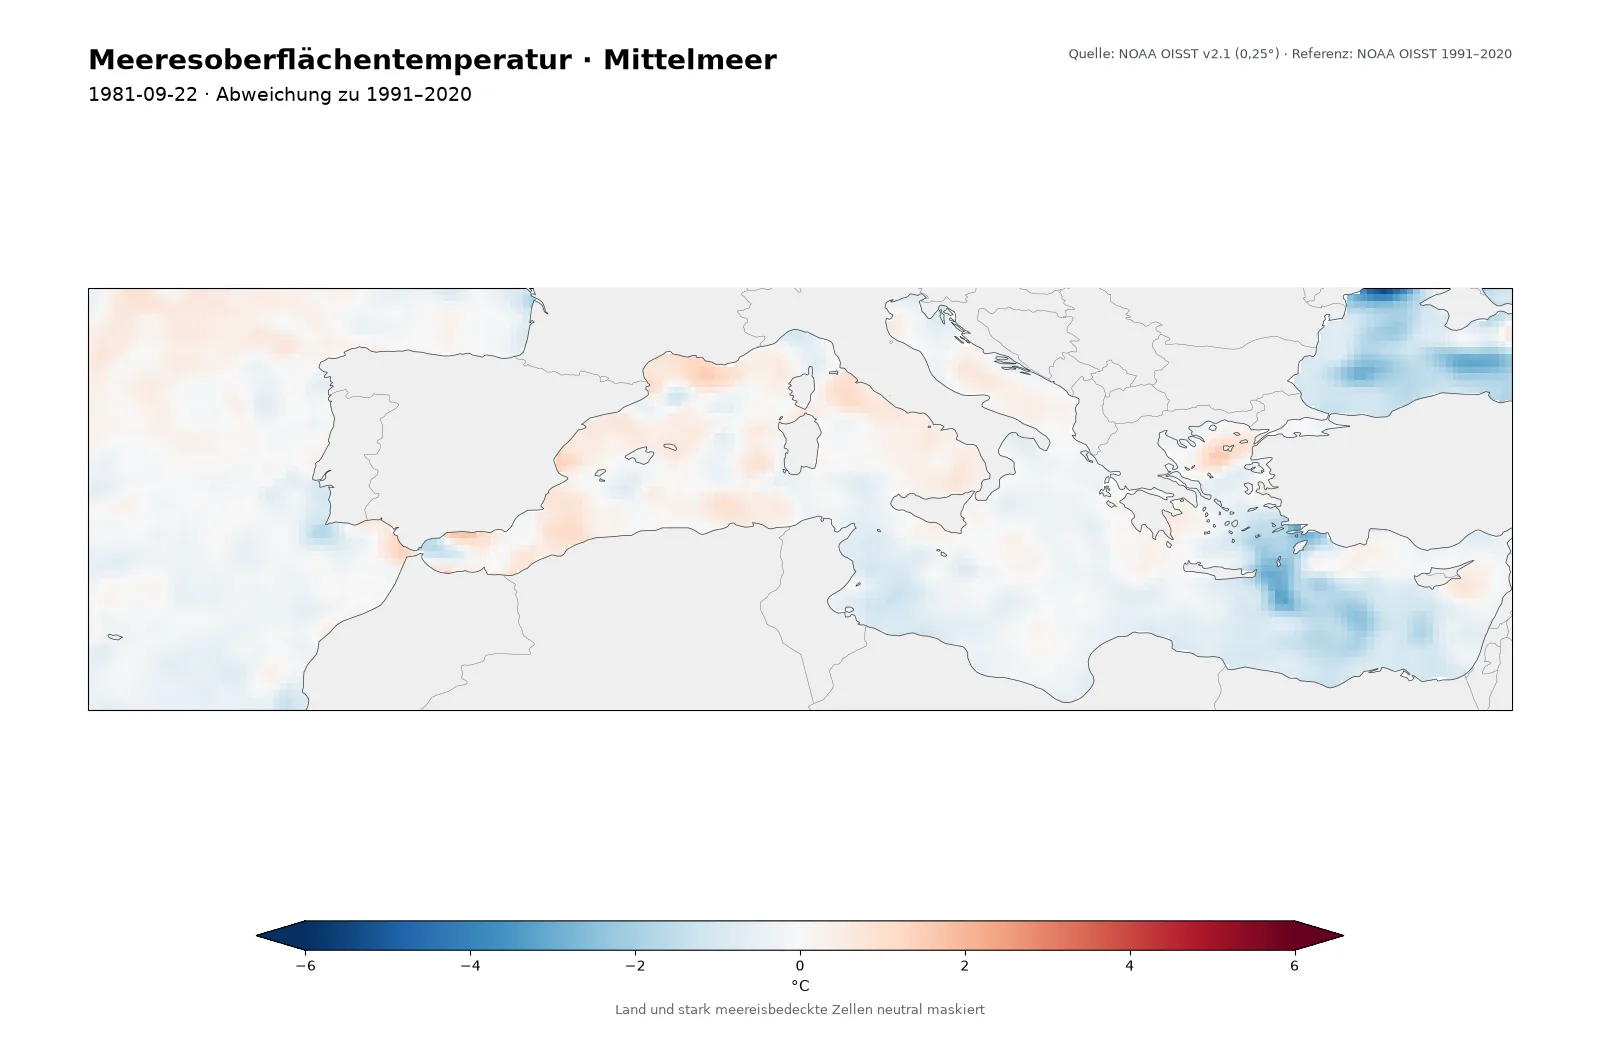 Meeresoberflächentemperatur · Mittelmeer
Quelle: NOAA OISST v2.1 (0,25°) · Referenz: NOAA OISST 1991–2020
1981-09-22 · Abweichung zu 1991–2020
−6 −4 −2 0 2 4 6
°C
Land und stark meereisbedeckte Zellen neutral maskiert